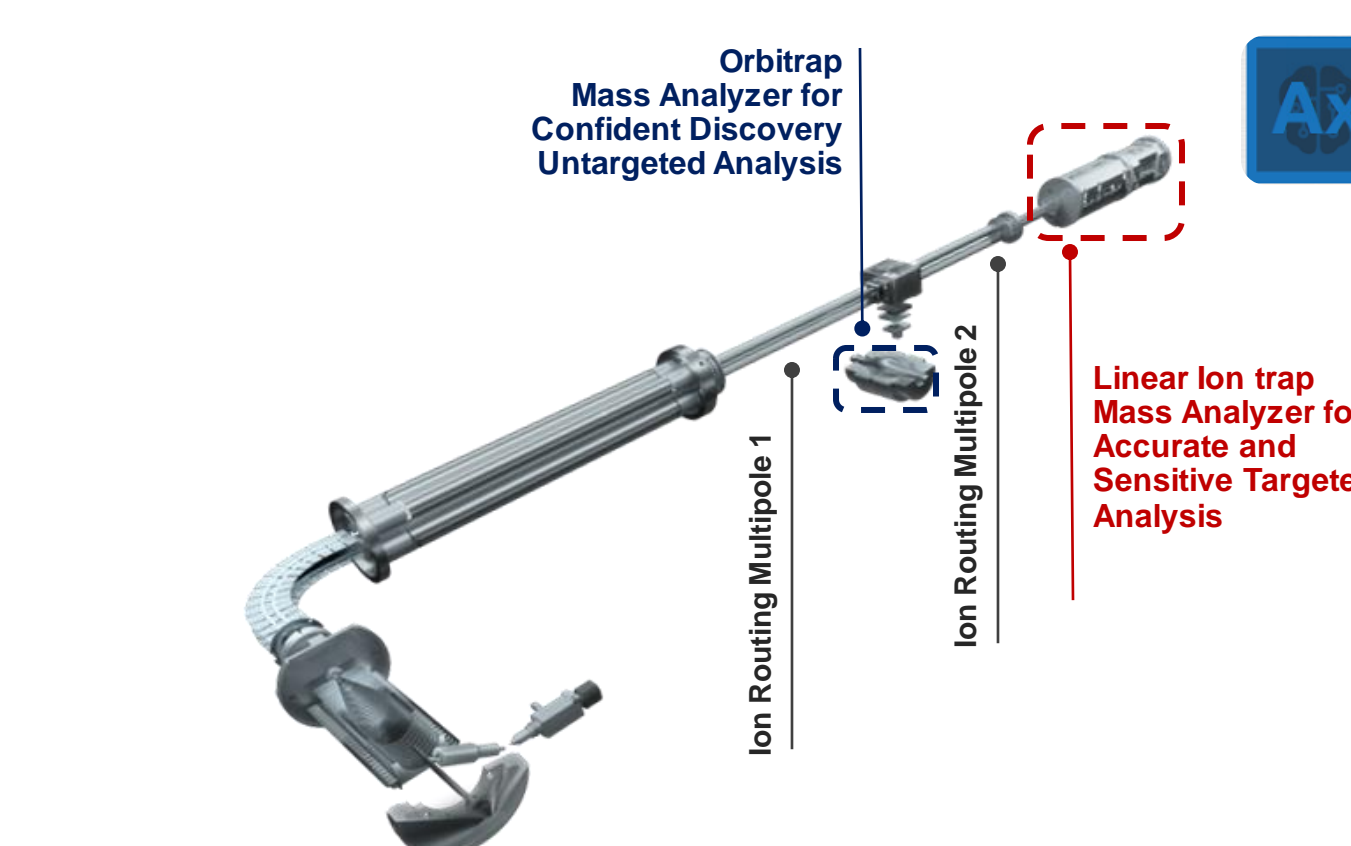 Orbitrap
Mass Analyzer for
Confident Discovery
Untargeted Analysis
Ax
Ion Routing Multipole 1
Ion Routing Multipole 2
Linear Ion trap
Mass Analyzer fo
Accurate and
Sensitive Targete
Analysis